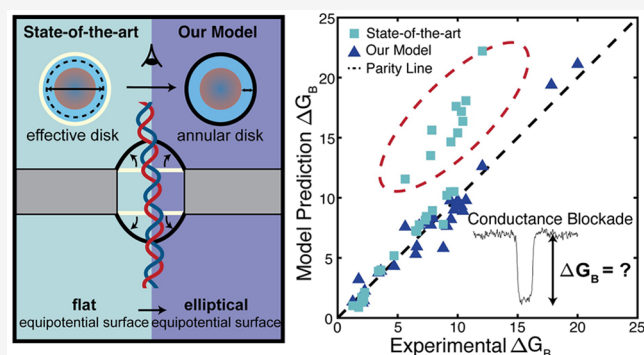 State-of-the-art
Our Model
effective disk
annular disk
flat
equipotential surface
elliptical
equipotential surface
Model Prediction ΔG_B
25
20
15
10
5
0
State-of-the-art
Our Model
Parity Line
Conductance Blockade
ΔG_B = ?
0 5 10 15 20 25
Experimental ΔG_B